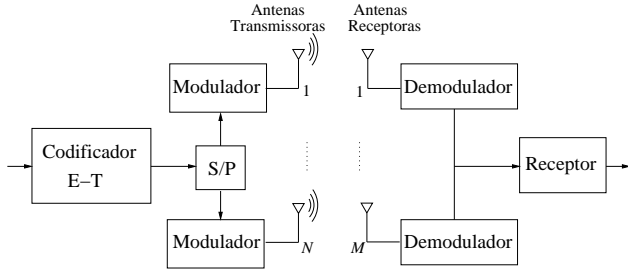 Antenas
Transmissoras
Antenas
Receptoras
Modulador
1
1
Demodulador
Codificador
E−T
S/P
Receptor
Modulador
N
M
Demodulador